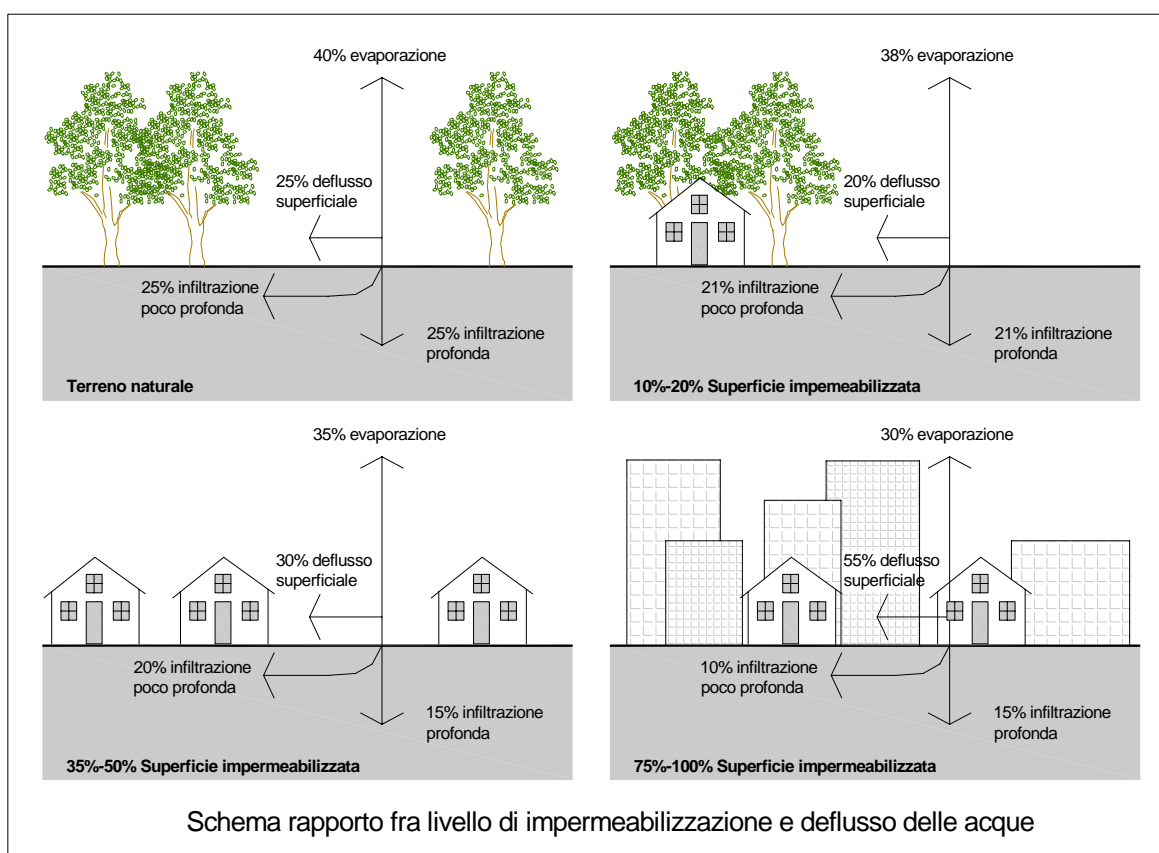 40% evaporazione
25% deflusso
superficiale
25% infiltrazione
poco profonda
25% infiltrazione
profonda
Terreno naturale
38% evaporazione
20% deflusso
superficiale
21% infiltrazione
poco profonda
21% infiltrazione
profonda
10%-20% Superficie impemeabilizzata
35% evaporazione
30% deflusso
superficiale
20% infiltrazione
poco profonda
15% infiltrazione
profonda
35%-50% Superficie impermeabilizzata
30% evaporazione
55% deflusso
superficiale
10% infiltrazione
poco profonda
15% infiltrazione
profonda
75%-100% Superficie impermeabilizzata
Schema rapporto fra livello di impermeabilizzazione e deflusso delle acque